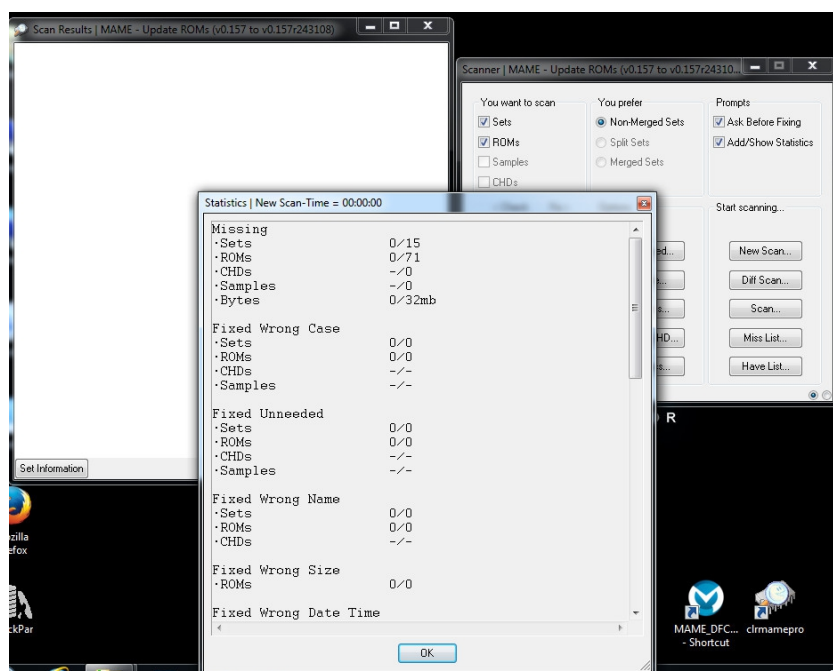 Scan Results | MAME - Update ROMs (v0.157 to v0.157r243108)
Scanner | MAME - Update ROMs (v0.157 to v0.157r24310...
You want to scan
Sets
ROMs
Samples
CHDs
You prefer
Non-Merged Sets
Split Sets
Merged Sets
Prompts
Ask Before Fixing
Add/Show Statistics
Start scanning...
New Scan...
Diff Scan...
Scan...
Miss List...
Have List...
Statistics | New Scan-Time = 00:00:00
Missing
·Sets 0/15
·ROMs 0/71
·CHDs -/0
·Samples -/0
·Bytes 0/32mb
Fixed Wrong Case
·Sets 0/0
·ROMs 0/0
·CHDs -/-
·Samples -/-
Fixed Unneeded
·Sets 0/0
·ROMs 0/0
·CHDs -/-
·Samples -/-
Fixed Wrong Name
·Sets 0/0
·ROMs 0/0
·CHDs -/-
Fixed Wrong Size
·ROMs 0/0
Fixed Wrong Date Time
OK
Set Information
ed...
s...
HD...
s...
R
ozilla
efox
ckPar
MAME_DFC...
- Shortcut
clrmamepro